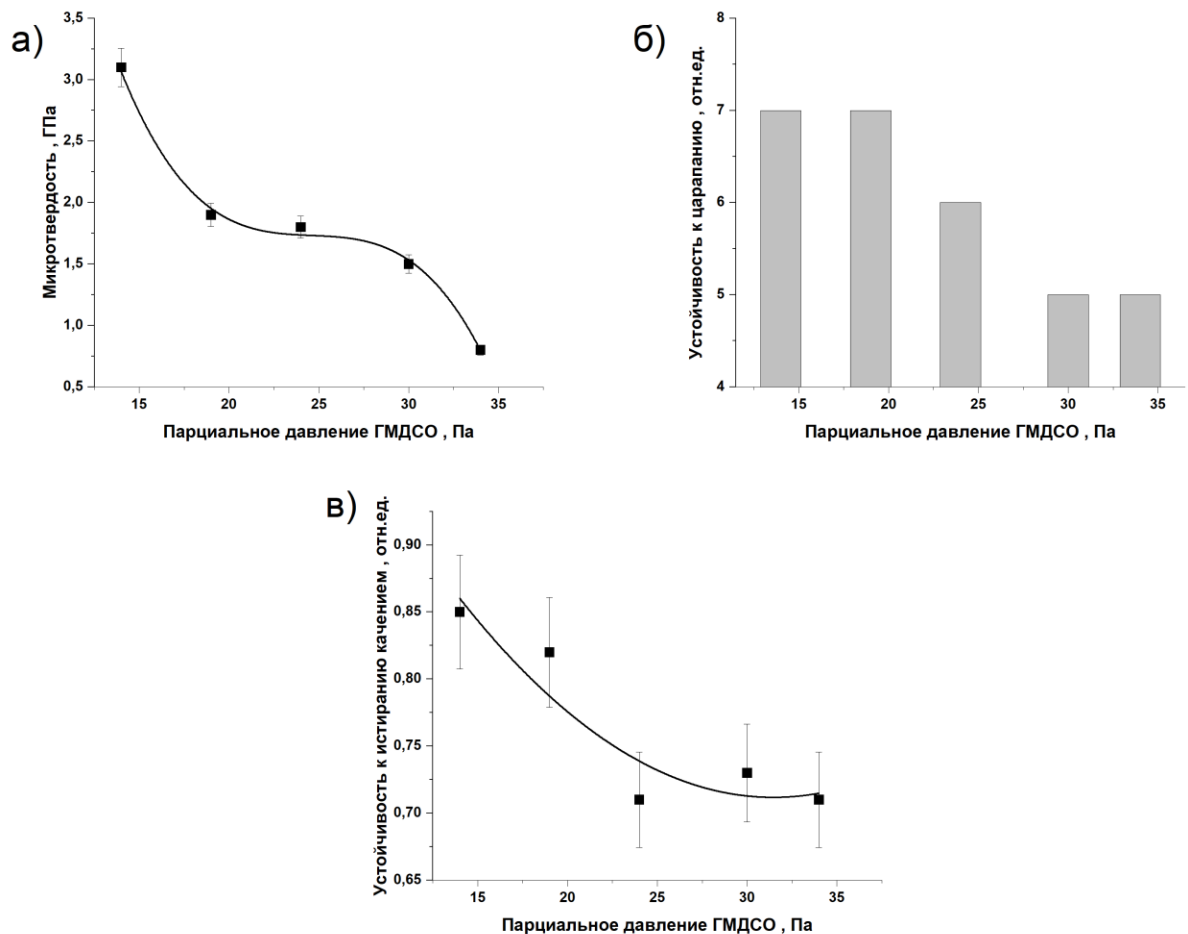 а)
Микротвердость , ГПа
3,5
3,0
2,5
2,0
1,5
1,0
0,5
15 20 25 30 35
Парциальное давление ГМДСО , Па
б)
Устойчивость к царапанию , отн.ед.
8
7
6
5
4
15 20 25 30 35
Парциальное давление ГМДСО , Па
в)
Устойчивость к истиранию качением , отн.ед.
0,90
0,85
0,80
0,75
0,70
0,65
15 20 25 30 35
Парциальное давление ГМДСО , Па